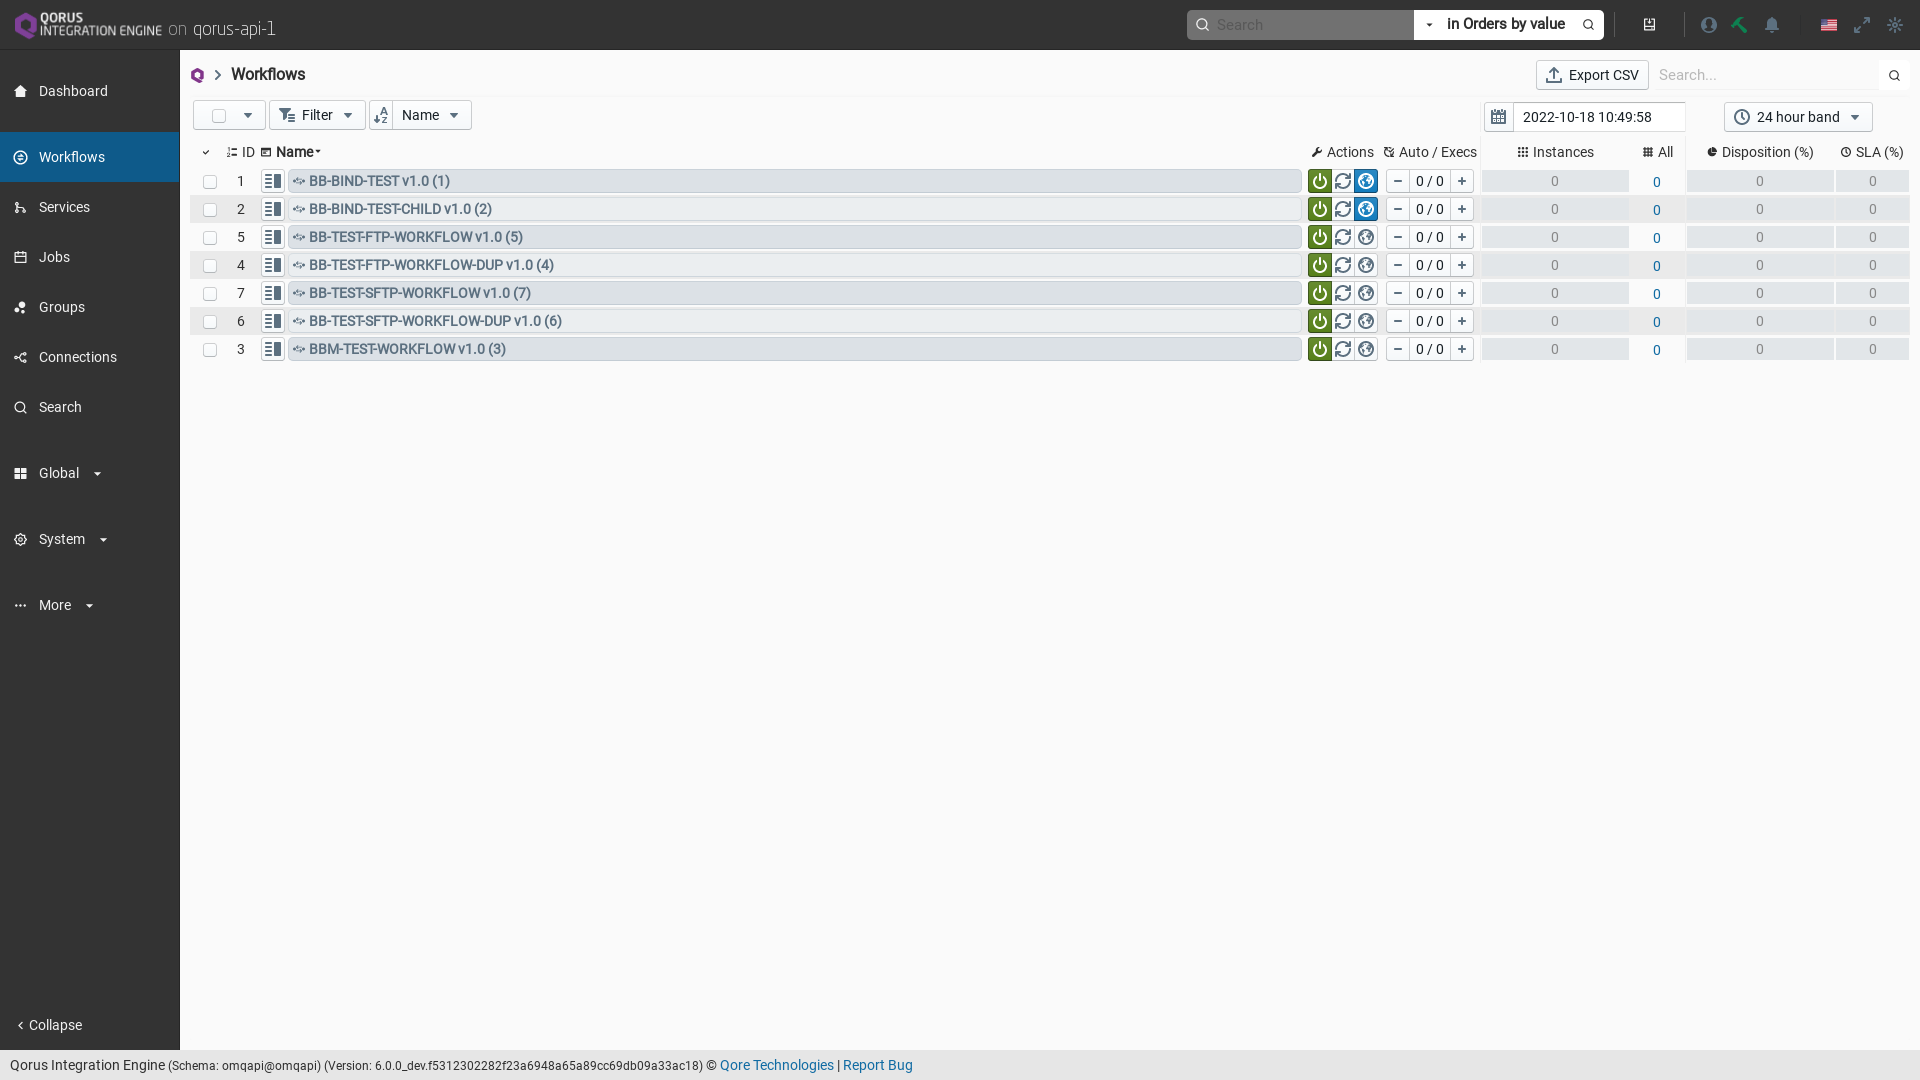 QORUS
INTEGRATION ENGINE on qorus-api-1
Search
in Orders by value
Dashboard
Workflows
Services
Jobs
Groups
Connections
Search
Global
System
More
Collapse
Workflows
Export CSV
Search...
Filter
Name
2022-10-18 10:49:58
24 hour band
ID Name Actions Auto / Execs Instances All Disposition (%) SLA (%)
1 BB-BIND-TEST v1.0 (1) 0 / 0 0 0 0 0
2 BB-BIND-TEST-CHILD v1.0 (2) 0 / 0 0 0 0 0
5 BB-TEST-FTP-WORKFLOW v1.0 (5) 0 / 0 0 0 0 0
4 BB-TEST-FTP-WORKFLOW-DUP v1.0 (4) 0 / 0 0 0 0 0
7 BB-TEST-SFTP-WORKFLOW v1.0 (7) 0 / 0 0 0 0 0
6 BB-TEST-SFTP-WORKFLOW-DUP v1.0 (6) 0 / 0 0 0 0 0
3 BBM-TEST-WORKFLOW v1.0 (3) 0 / 0 0 0 0 0
Qorus Integration Engine (Schema: omqapi@omqapi) (Version: 6.0.0_dev.f5312302282f23a6948a65a89cc69db09a33ac18) © Qore Technologies | Report Bug